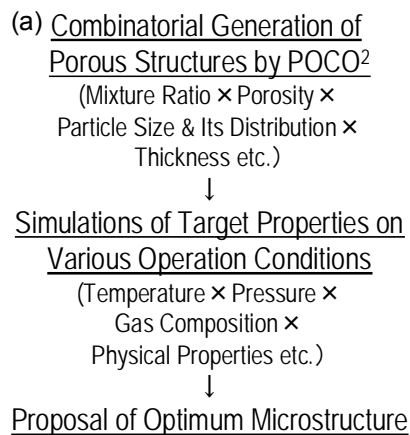 (a) Combinatorial Generation of
Porous Structures by POCO²
(Mixture Ratio × Porosity ×
Particle Size & Its Distribution ×
Thickness etc.)
↓
Simulations of Target Properties on
Various Operation Conditions
(Temperature × Pressure ×
Gas Composition ×
Physical Properties etc.)
↓
Proposal of Optimum Microstructure